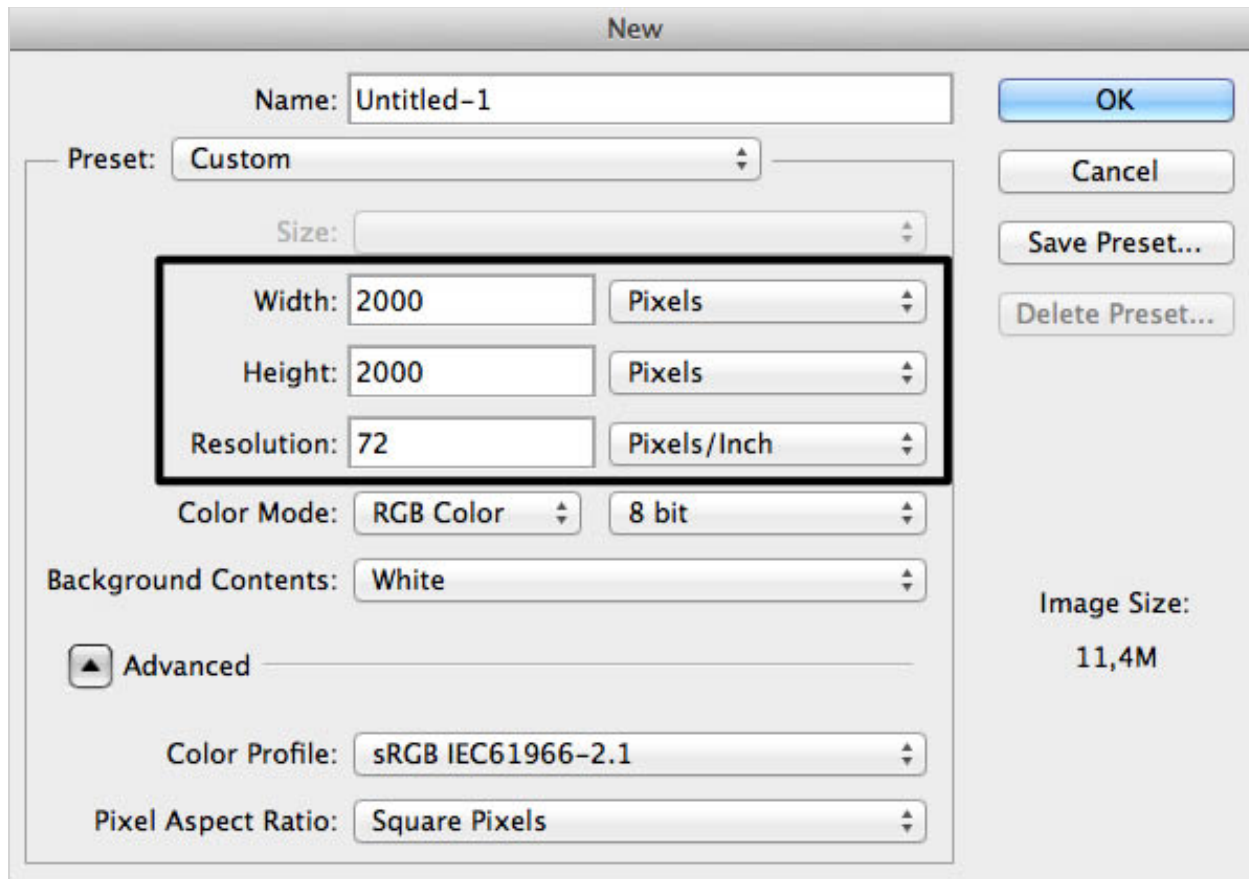 New
Name: Untitled-1
OK
Preset: Custom
Cancel
Size:
Save Preset...
Width: 2000 Pixels
Delete Preset...
Height: 2000 Pixels
Resolution: 72 Pixels/Inch
Color Mode: RGB Color 8 bit
Background Contents: White
Image Size:
11,4M
Advanced
Color Profile: sRGB IEC61966-2.1
Pixel Aspect Ratio: Square Pixels